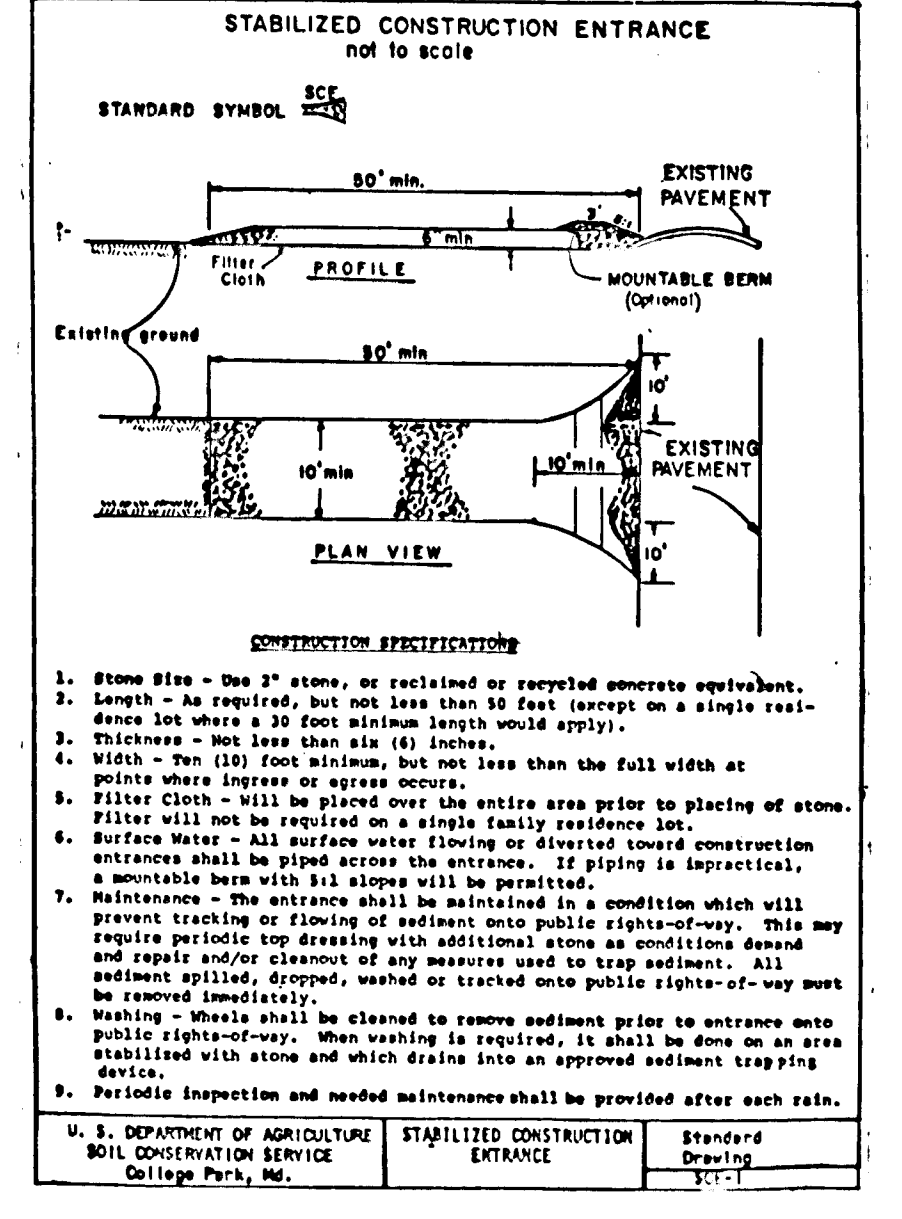 STABILIZED CONSTRUCTION ENTRANCE
not to scale
STANDARD SYMBOL SCE
50' min.
EXISTING
PAVEMENT
3'
5:1
6" min
Filter
Cloth
PROFILE
MOUNTABLE BERM
(Optional)
Existing ground
50' min
10'
EXISTING
PAVEMENT
10' min
10' min
10'
PLAN VIEW
CONSTRUCTION SPECIFICATIONS
1. Stone Size - Use 2" stone, or reclaimed or recycled concrete equivalent.
2. Length - As required, but not less than 50 feet (except on a single resi-
dence lot where a 30 foot minimum length would apply).
3. Thickness - Not less than six (6) inches.
4. Width - Ten (10) foot minimum, but not less than the full width at
points where ingress or egress occurs.
5. Filter Cloth - Will be placed over the entire area prior to placing of stone.
Filter will not be required on a single family residence lot.
6. Surface Water - All surface water flowing or diverted toward construction
entrances shall be piped across the entrance. If piping is impractical,
a mountable berm with 5:1 slopes will be permitted.
7. Maintenance - The entrance shall be maintained in a condition which will
prevent tracking or flowing of sediment onto public rights-of-way. This may
require periodic top dressing with additional stone as conditions demand
and repair and/or cleanout of any measures used to trap sediment. All
sediment spilled, dropped, washed or tracked onto public rights-of-way must
be removed immediately.
8. Washing - Wheels shall be cleaned to remove sediment prior to entrance onto
public rights-of-way. When washing is required, it shall be done on an area
stabilized with stone and which drains into an approved sediment trapping
device.
9. Periodic inspection and needed maintenance shall be provided after each rain.
U. S. DEPARTMENT OF AGRICULTURE
SOIL CONSERVATION SERVICE
College Park, Md.
STABILIZED CONSTRUCTION
ENTRANCE
Standard
Drawing
SCE-1